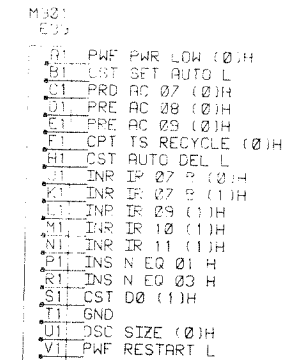 M901
E39
A1 PWF PWR LOW (0)H
B1 CST SET AUTO L
C1 PRD AC 07 (0)H
D1 PRE AC 08 (0)H
E1 PRE AC 09 (0)H
F1 CPT TS RECYCLE (0)H
H1 CST AUTO DEL L
J1 INR IR 07 B (0)H
K1 INR IR 07 B (1)H
L1 INR IR 09 (1)H
M1 INR IR 10 (1)H
N1 INR IR 11 (1)H
P1 INS N EQ 01 H
R1 INS N EQ 03 H
S1 CST D0 (1)H
T1 GND
U1 OSC SIZE (0)H
V1 PWF RESTART L